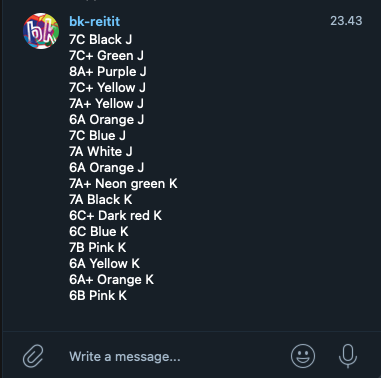 bk-reitit 23.43
7C Black J
7C+ Green J
8A+ Purple J
7C+ Yellow J
7A+ Yellow J
6A Orange J
7C Blue J
7A White J
6A Orange J
7A+ Neon green K
7A Black K
6C+ Dark red K
6C Blue K
7B Pink K
6A Yellow K
6A+ Orange K
6B Pink K
Write a message...